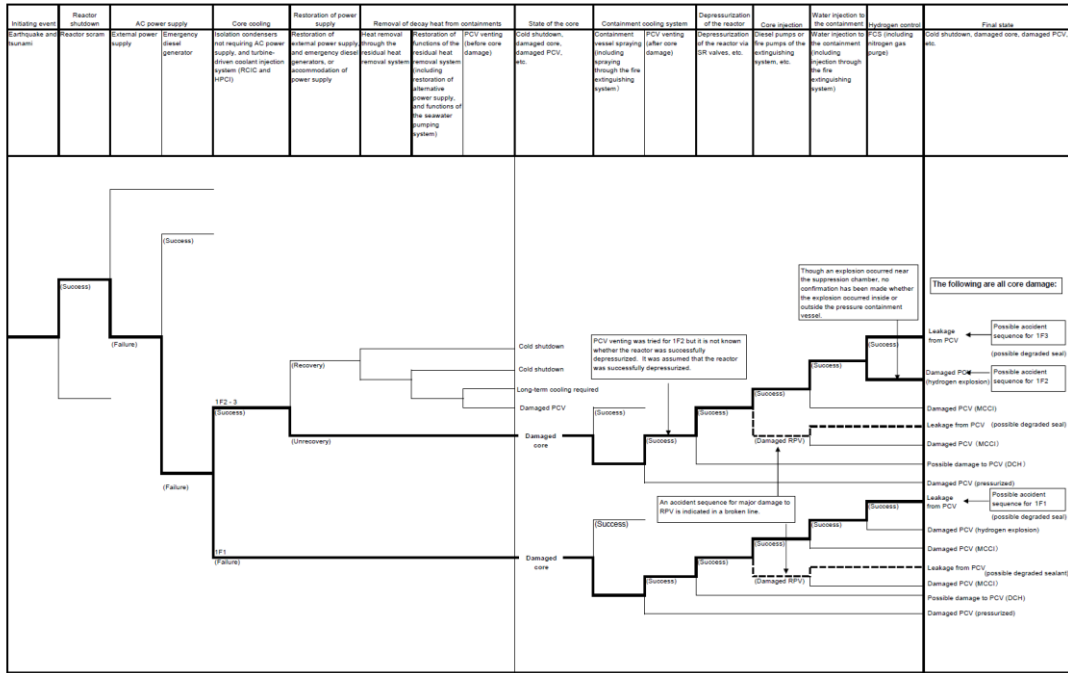 Initiating event
Reactor
shutdown
AC power supply
Core cooling
Restoration of power
supply
Removal of decay heat from containments
State of the core
Containment cooling system
Depressurization
of the reactor
Core injection
Water injection to
the containment
Hydrogen control
Final state
Earthquake and
tsunami
Reactor soram
External power
supply
Emergency
diesel
generator
Isolation condensers
not requiring AC power
supply, and turbine-
driven coolant injection
system (RCIC and
HPCI)
Restoration of
external power supply
and emergency diesel
generators, or
accommodation of
power supply
Heat removal
through the
residual heat
removal system
Restoration of
functions of the
residual heat
removal system
(including
restoration of
alternative
power supply,
and functions of
the seawater
pumping
system)
PCV venting
(before core
damage)
Cold shutdown,
damaged core,
damaged PCV,
etc.
Containment
vessel spraying
(including
spraying
through the fire
extinguishing
system)
PCV venting
(after core
damage)
Depressurization
of the reactor via
SR valves, etc.
Diesel pumps or
fire pumps of the
extinguishing
system, etc.
Water injection to
the containment
(including
injection through
the fire
extinguishing
system)
FCS (including
nitrogen gas
purge)
Cold shutdown, damaged core, damaged PCV,
etc.
(Success)
(Success)
(Failure)
(Failure)
1F2 - 3
(Success)
(Recovery)
(Unrecovery)
Cold shutdown
Cold shutdown
Long-term cooling required
Damaged PCV
Damaged
core
1F1
(Failure)
Damaged
core
PCV venting was tried for 1F2 but it is not known
whether the reactor was successfully
depressurized. It was assumed that the reactor
was successfully depressurized.
Though an explosion occurred near
the suppression chamber, no
confirmation has been made whether
the explosion occurred inside or
outside the pressure containment
vessel.
The following are all core damage:
(Success)
(Success)
(Success)
(Success)
(Success)
(Success)
(Damaged RPV)
Leakage
from PCV
Possible accident
sequence for 1F3
(possible degraded seal)
Damaged PCV
(hydrogen explosion)
Possible accident
sequence for 1F2
Damaged PCV (MCCI)
Leakage from PCV (possible degraded seal)
Damaged PCV (MCCI)
Possible damage to PCV (DCH)
Damaged PCV (pressurized)
An accident sequence for major damage to
RPV is indicated in a broken line.
(Success)
(Success)
(Success)
(Success)
(Success)
(Success)
(Damaged RPV)
Leakage
from PCV
Possible accident
sequence for 1F1
(possible degraded seal)
Damaged PCV (hydrogen explosion)
Damaged PCV (MCCI)
Leakage from PCV
(possible degraded sealant)
Damaged PCV (MCCI)
Possible damage to PCV (DCH)
Damaged PCV (pressurized)